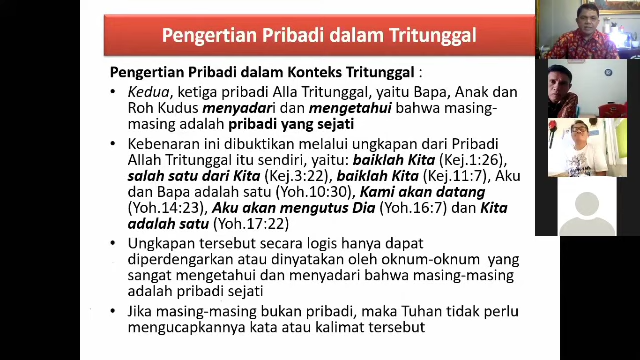 Pengertian Pribadi dalam Tritunggal
Pengertian Pribadi dalam Konteks Tritunggal :
• Kedua, ketiga pribadi Alla Tritunggal, yaitu Bapa, Anak dan
Roh Kudus menyadari dan mengetahui bahwa masing-
masing adalah pribadi yang sejati
• Kebenaran ini dibuktikan melalui ungkapan dari Pribadi
Allah Tritunggal itu sendiri, yaitu: baiklah Kita (Kej.1:26),
salah satu dari Kita (Kej.3:22), baiklah Kita (Kej.11:7), Aku
dan Bapa adalah satu (Yoh.10:30), Kami akan datang
(Yoh.14:23), Aku akan mengutus Dia (Yoh.16:7) dan Kita
adalah satu (Yoh.17:22)
• Ungkapan tersebut secara logis hanya dapat
diperdengarkan atau dinyatakan oleh oknum-oknum yang
sangat mengetahui dan menyadari bahwa masing-masing
adalah pribadi sejati
• Jika masing-masing bukan pribadi, maka Tuhan tidak perlu
mengucapkannya kata atau kalimat tersebut